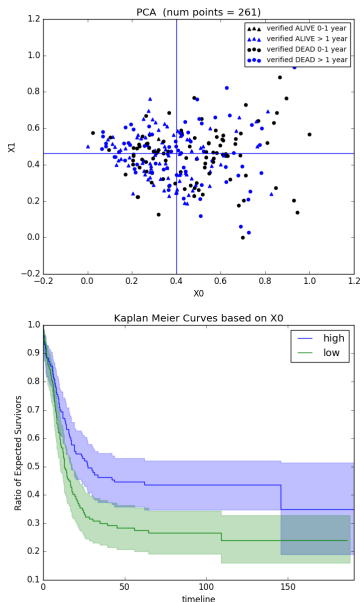 PCA (num points = 261)
verified ALIVE 0-1 year
verified ALIVE > 1 year
verified DEAD 0-1 year
verified DEAD > 1 year
X1
1.2
1.0
0.8
0.6
0.4
0.2
0.0
−0.2
−0.2 0.0 0.2 0.4 0.6 0.8 1.0 1.2
X0
Kaplan Meier Curves based on X0
high
low
Ratio of Expected Survivors
1.0
0.9
0.8
0.7
0.6
0.5
0.4
0.3
0.2
0.1
0 50 100 150
timeline